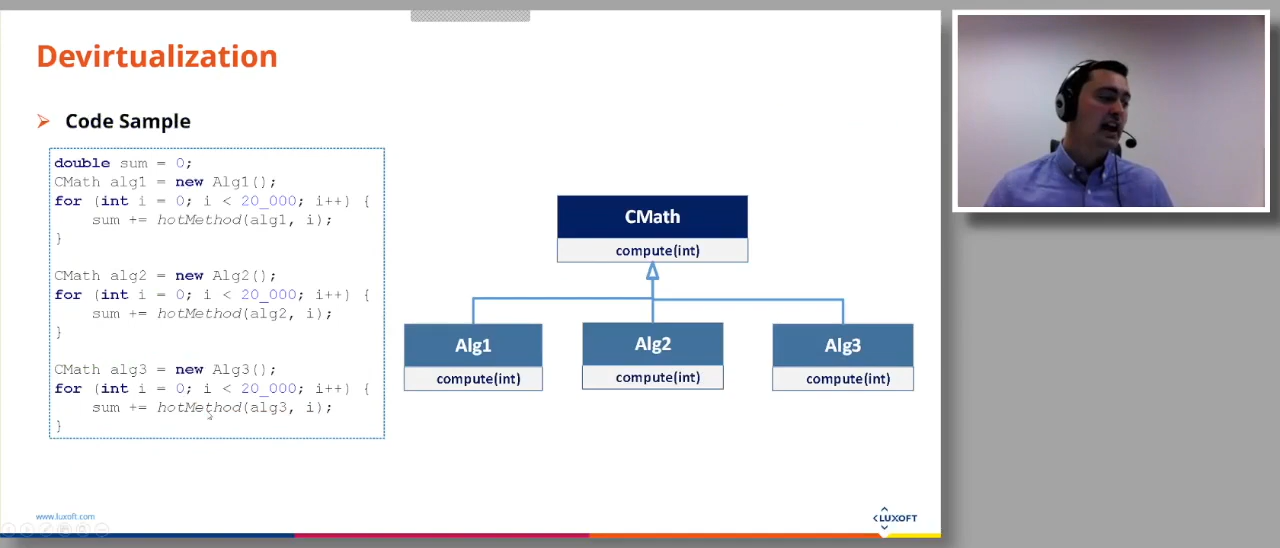 Devirtualization
Code Sample
double sum = 0;
CMath alg1 = new Alg1();
for (int i = 0; i < 20_000; i++) {
sum += hotMethod(alg1, i);
}
CMath alg2 = new Alg2();
for (int i = 0; i < 20_000; i++) {
sum += hotMethod(alg2, i);
}
CMath alg3 = new Alg3();
for (int i = 0; i < 20_000; i++) {
sum += hotMethod(alg3, i);
}
CMath
compute(int)
Alg1
compute(int)
Alg2
compute(int)
Alg3
compute(int)
www.luxoft.com
LUXOFT